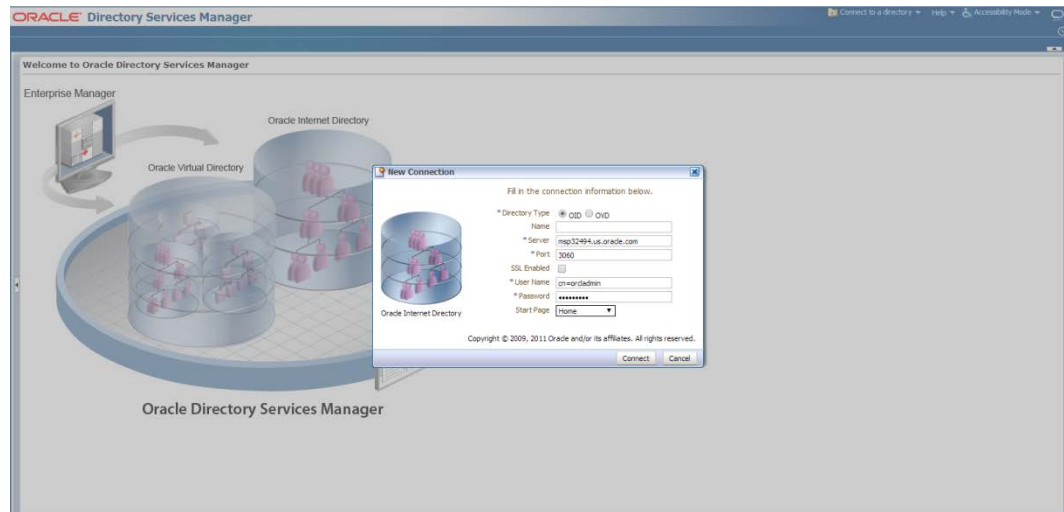 ORACLE® Directory Services Manager
Connect to a directory Help Accessibility Mode
Welcome to Oracle Directory Services Manager
Enterprise Manager
Oracle Internet Directory
Oracle Virtual Directory
New Connection
Fill in the connection information below.
* Directory Type OID OVD
Name
* Server msp32494.us.oracle.com
* Port 3060
SSL Enabled
* User Name cn=orcladmin
* Password •••••••••
Start Page Home
Oracle Internet Directory
Copyright © 2009, 2011 Oracle and/or its affiliates. All rights reserved.
Connect Cancel
Oracle Directory Services Manager